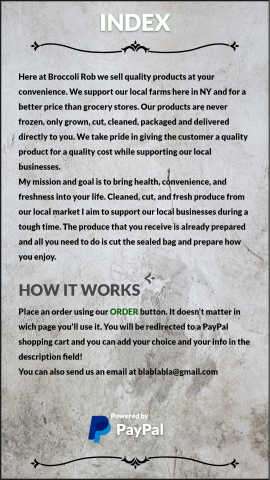 INDEX
Here at Broccoli Rob we sell quality products at your
convenience. We support our local farms here in NY and for a
better price than grocery stores. Our products are never
frozen, only grown, cut, cleaned, packaged and delivered
directly to you. We take pride in giving the customer a quality
product for a quality cost while supporting our local
businesses.
My mission and goal is to bring health, convenience, and
freshness into your life. Cleaned, cut, and fresh produce from
our local market I aim to support our local businesses during a
tough time. The produce that you receive is already prepared
and all you need to do is cut the sealed bag and prepare how
you enjoy.
HOW IT WORKS
Place an order using our ORDER button. It doesn't matter in
wich page you'll use it. You will be redirected to a PayPal
shopping cart and you can add your choice and your info in the
description field!
You can also send us an email at blablabla@gmail.com
Powered by
PayPal